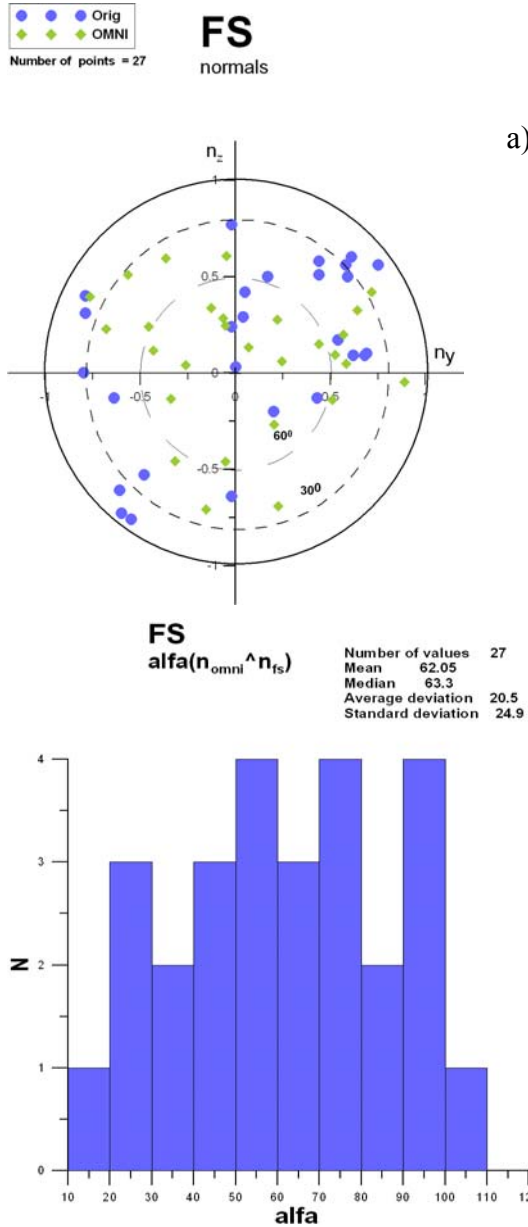 Orig
OMNI
Number of points = 27
FS
normals
a)
n_z
1
0.5
n_y
-1
-0.5
0
0.5
1
60⁰
-0.5
30⁰
-1
FS
alfa(n_omni^n_fs)
Number of values 27
Mean 62.05
Median 63.3
Average deviation 20.5
Standard deviation 24.9
4
3
2
1
0
N
10 20 30 40 50 60 70 80 90 100 110
alfa